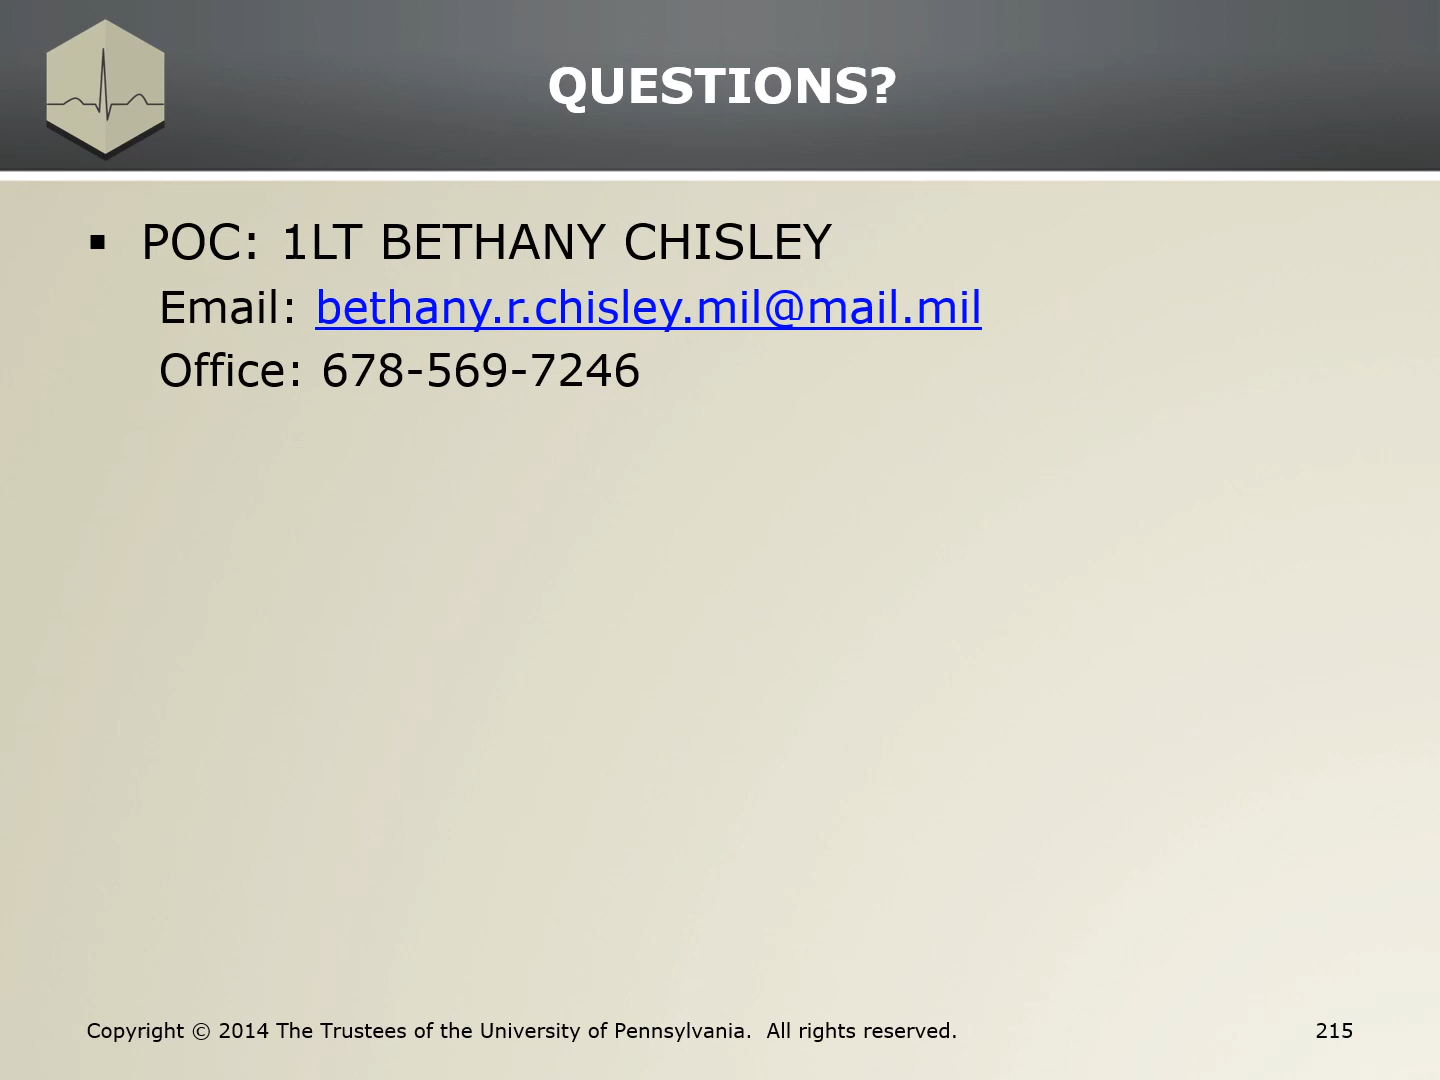 QUESTIONS?
▪ POC: 1LT BETHANY CHISLEY
Email: bethany.r.chisley.mil@mail.mil
Office: 678-569-7246
Copyright © 2014 The Trustees of the University of Pennsylvania. All rights reserved. 215